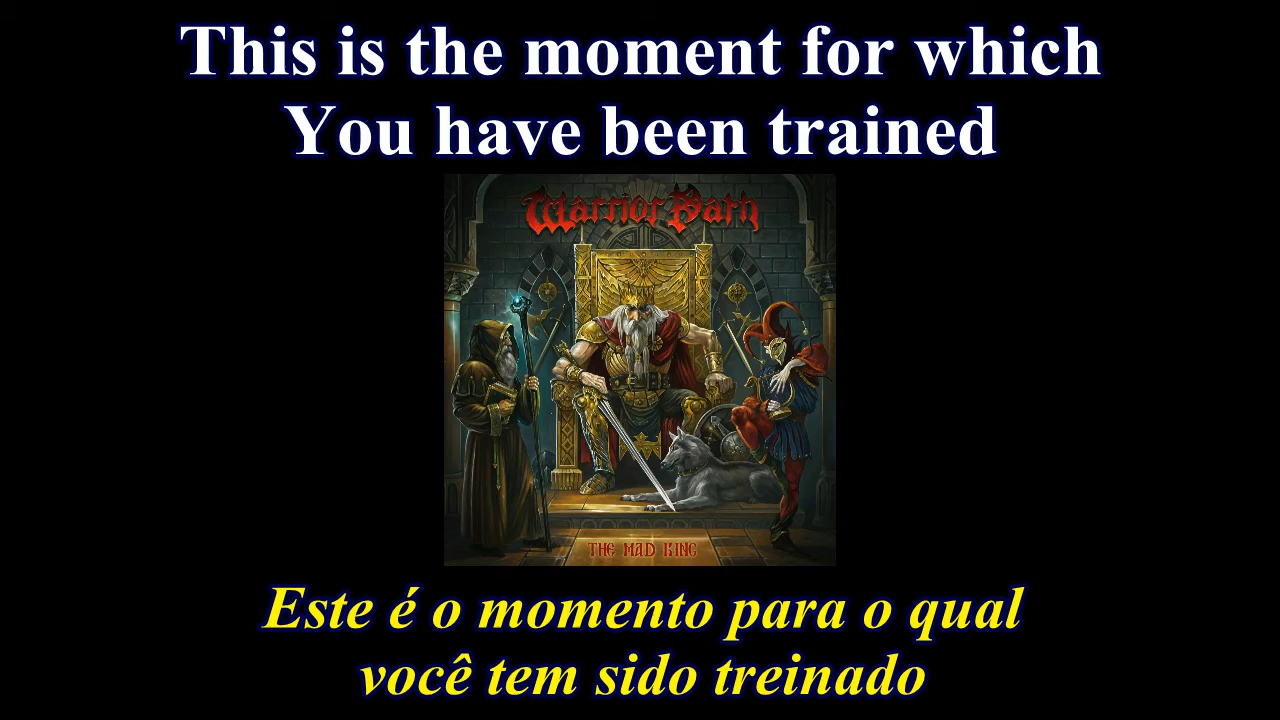 This is the moment for which
You have been trained
Warrior Path
THE MAD KING
Este é o momento para o qual
você tem sido treinado